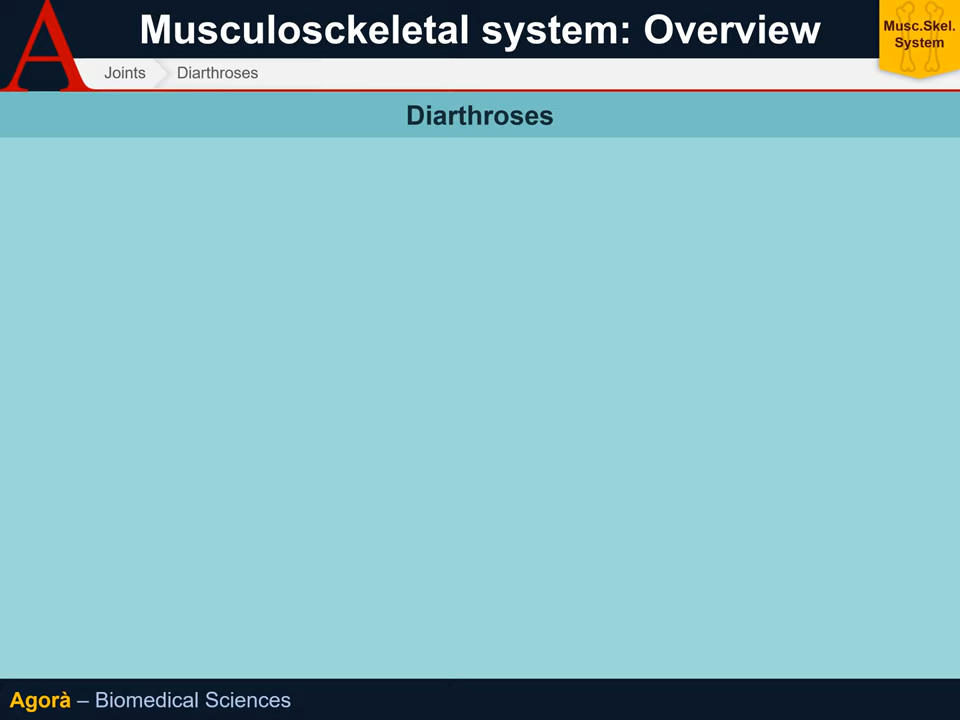 Musculosckeletal system: Overview
Musc.Skel.
System
A
Joints
Diarthroses
Diarthroses
Agorà – Biomedical Sciences